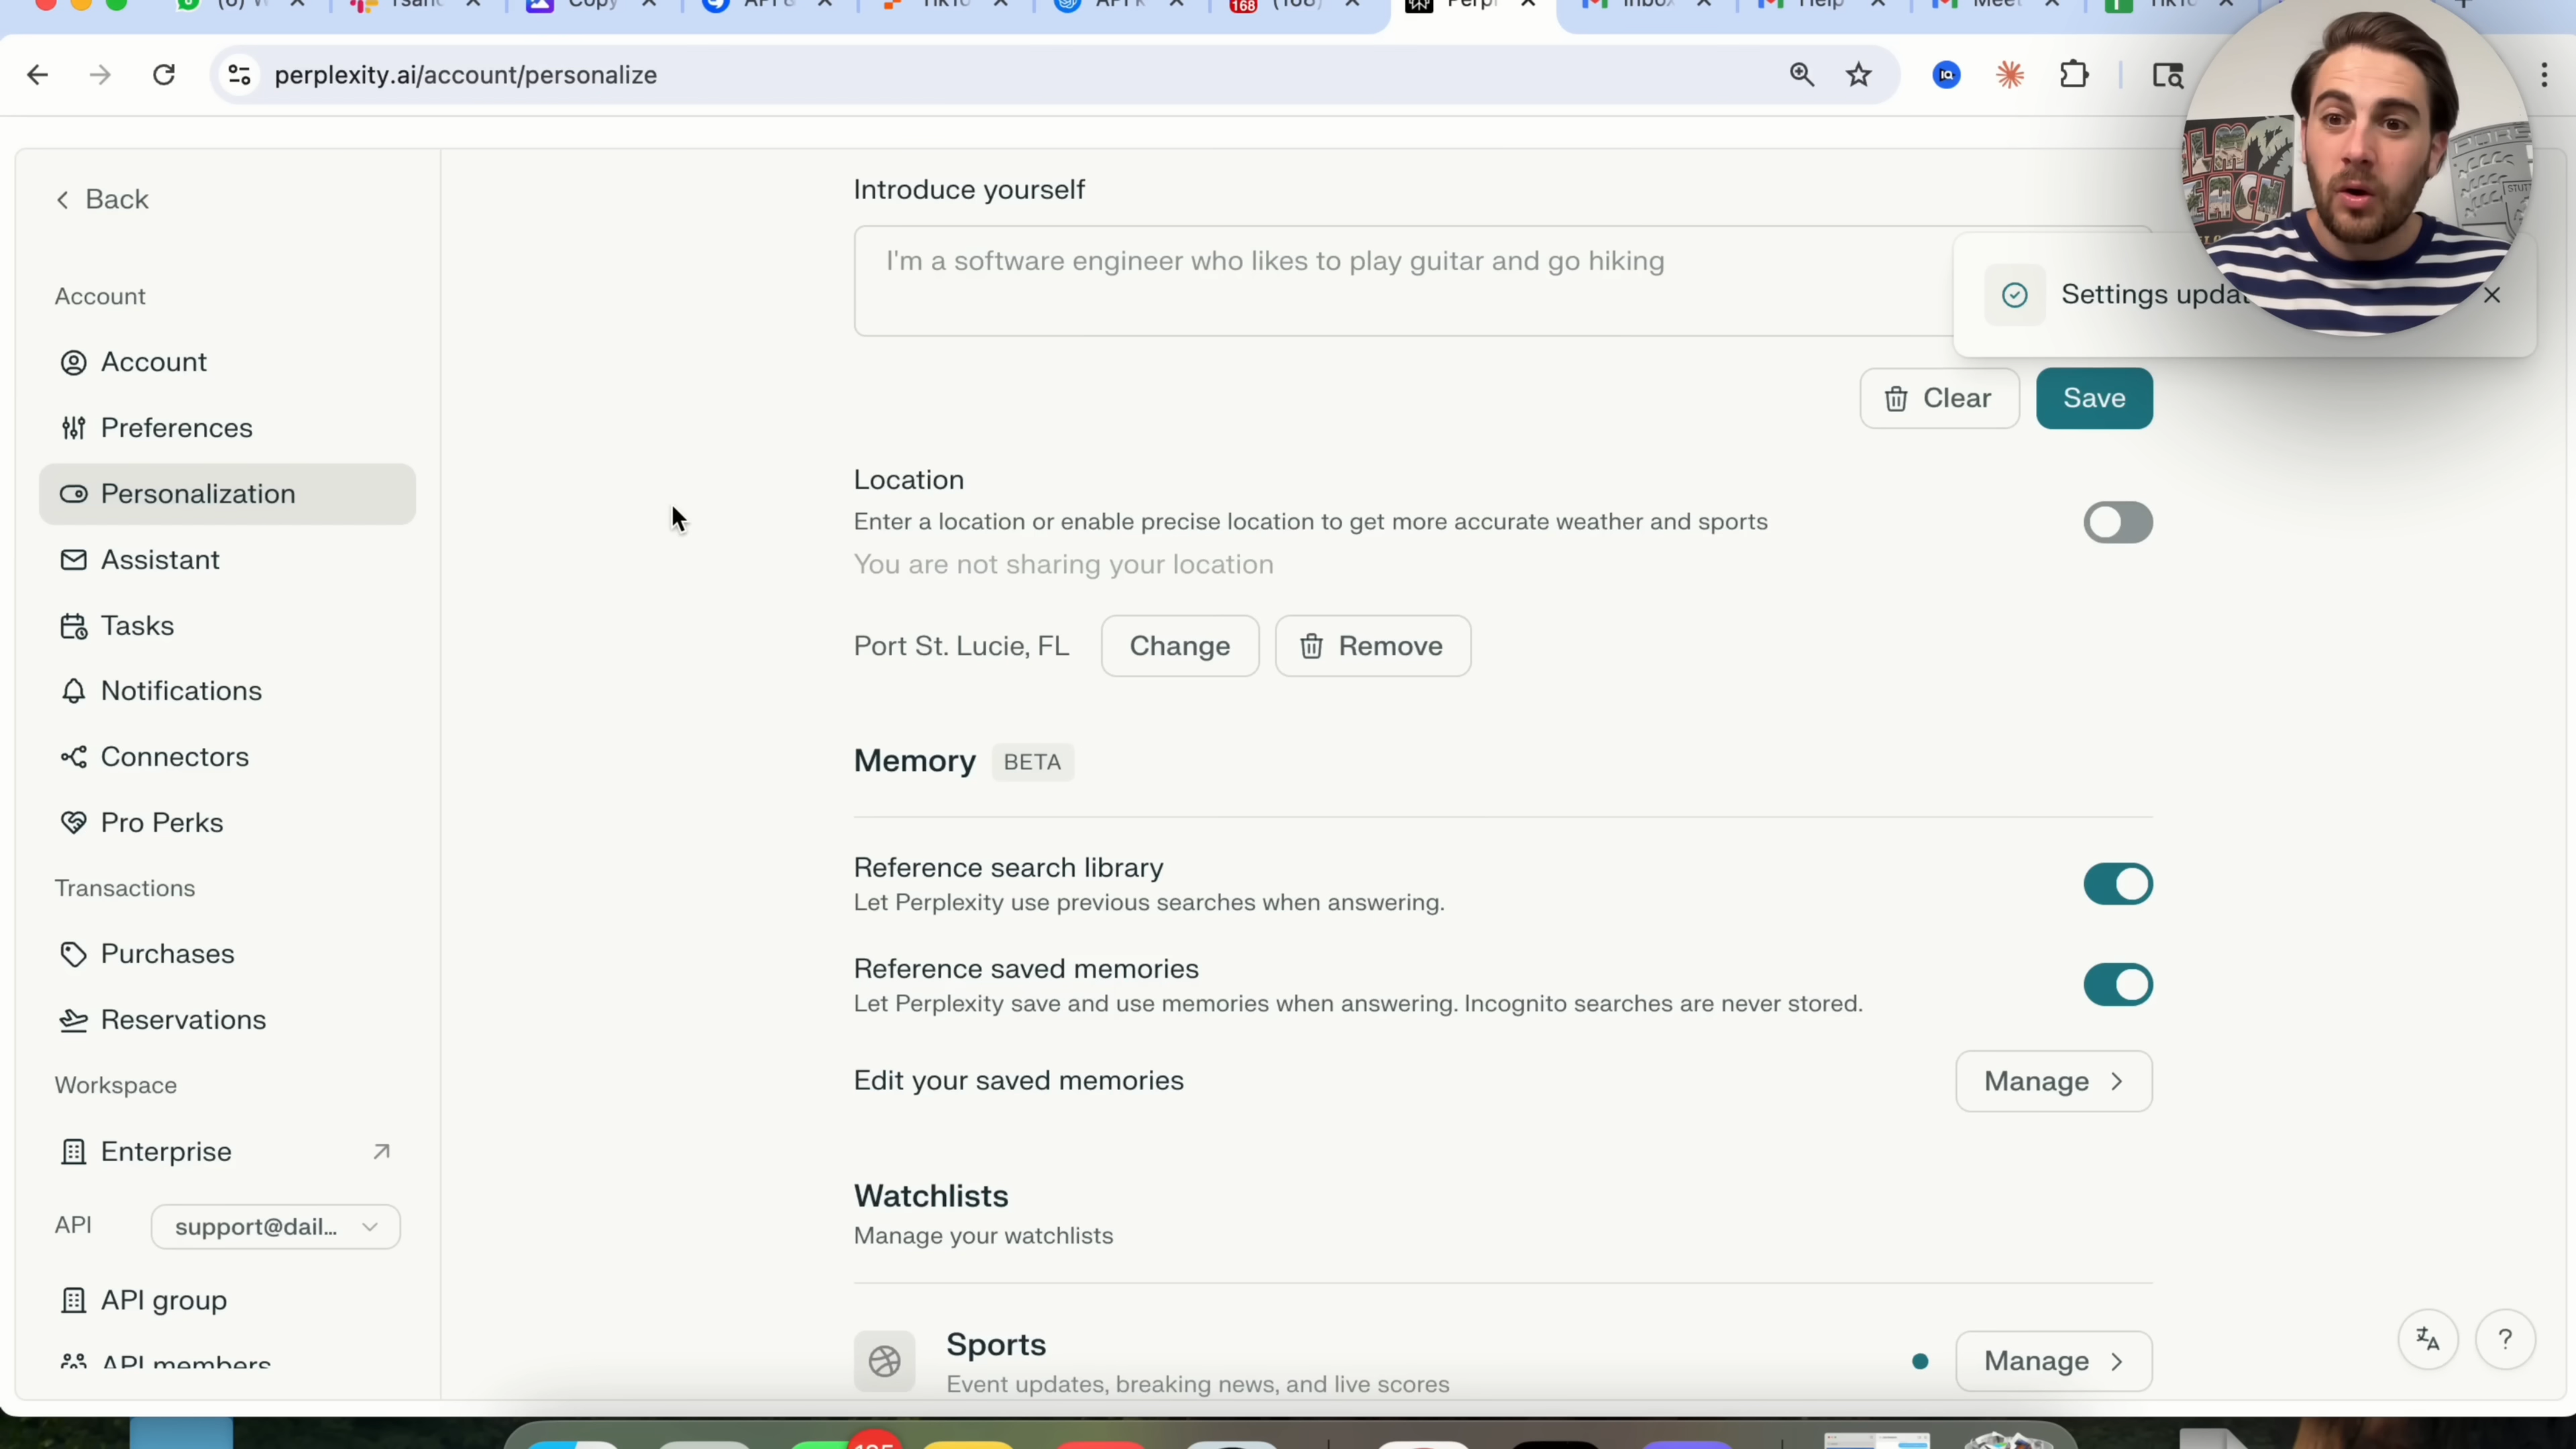 Copy
168
perplexity.ai/account/personalize
Back
Introduce yourself
I'm a software engineer who likes to play guitar and go hiking
Settings
Clear
Save
Account
Account
Preferences
Personalization
Assistant
Tasks
Notifications
Connectors
Pro Perks
Transactions
Purchases
Reservations
Workspace
Enterprise
API
support@dail...
API group
API members
Location
Enter a location or enable precise location to get more accurate weather and sports
You are not sharing your location
Port St. Lucie, FL
Change
Remove
Memory
BETA
Reference search library
Let Perplexity use previous searches when answering.
Reference saved memories
Let Perplexity save and use memories when answering. Incognito searches are never stored.
Edit your saved memories
Manage
Watchlists
Manage your watchlists
Sports
Event updates, breaking news, and live scores
Manage
?